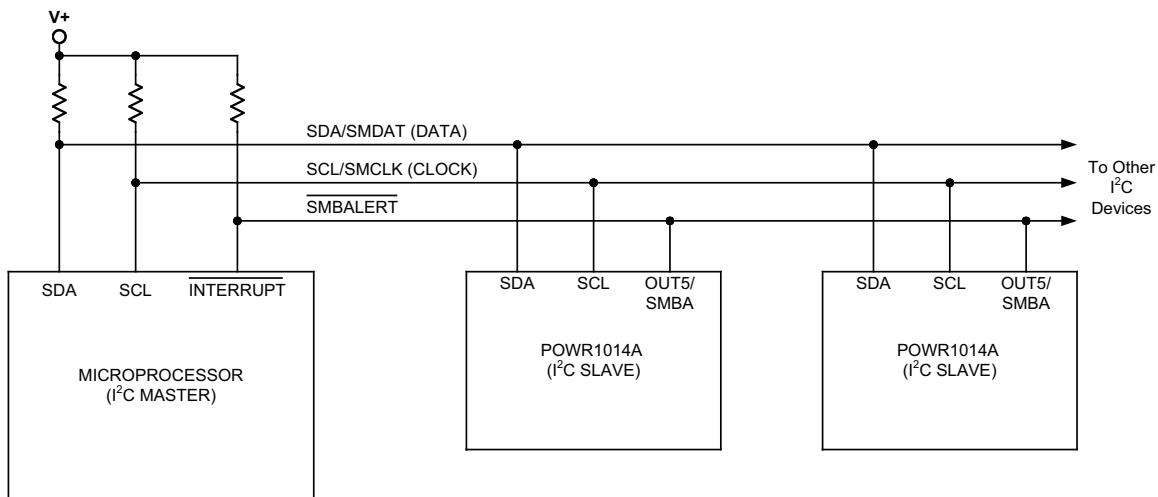 V+
SDA/SMDAT (DATA)
SCL/SMCLK (CLOCK)
SMBALERT
To Other
I²C
Devices
SDA SCL INTERRUPT
MICROPROCESSOR
(I²C MASTER)
SDA SCL OUT5/
SMBA
POWR1014A
(I²C SLAVE)
SDA SCL OUT5/
SMBA
POWR1014A
(I²C SLAVE)